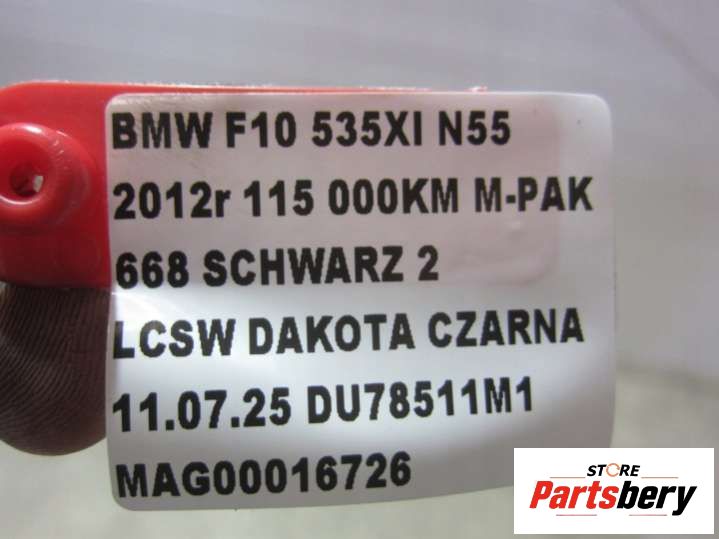 BMW F10 535XI N55
2012r 115 000KM M-PAK
668 SCHWARZ 2
LCSW DAKOTA CZARNA
11.07.25 DU78511M1
MAG00016726
STORE
Partsbery